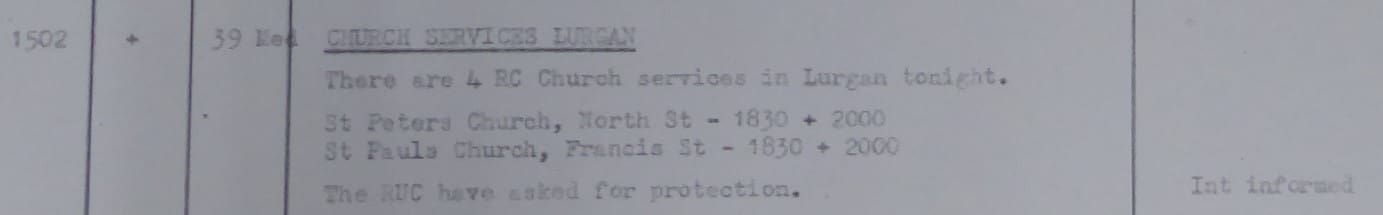 1502 + 39 Med CHURCH SERVICES LURGAN
There are 4 RC Church services in Lurgan tonight.
St Peters Church, North St - 1830 + 2000
St Pauls Church, Francis St - 1830 + 2000
The RUC have asked for protection. Int informed